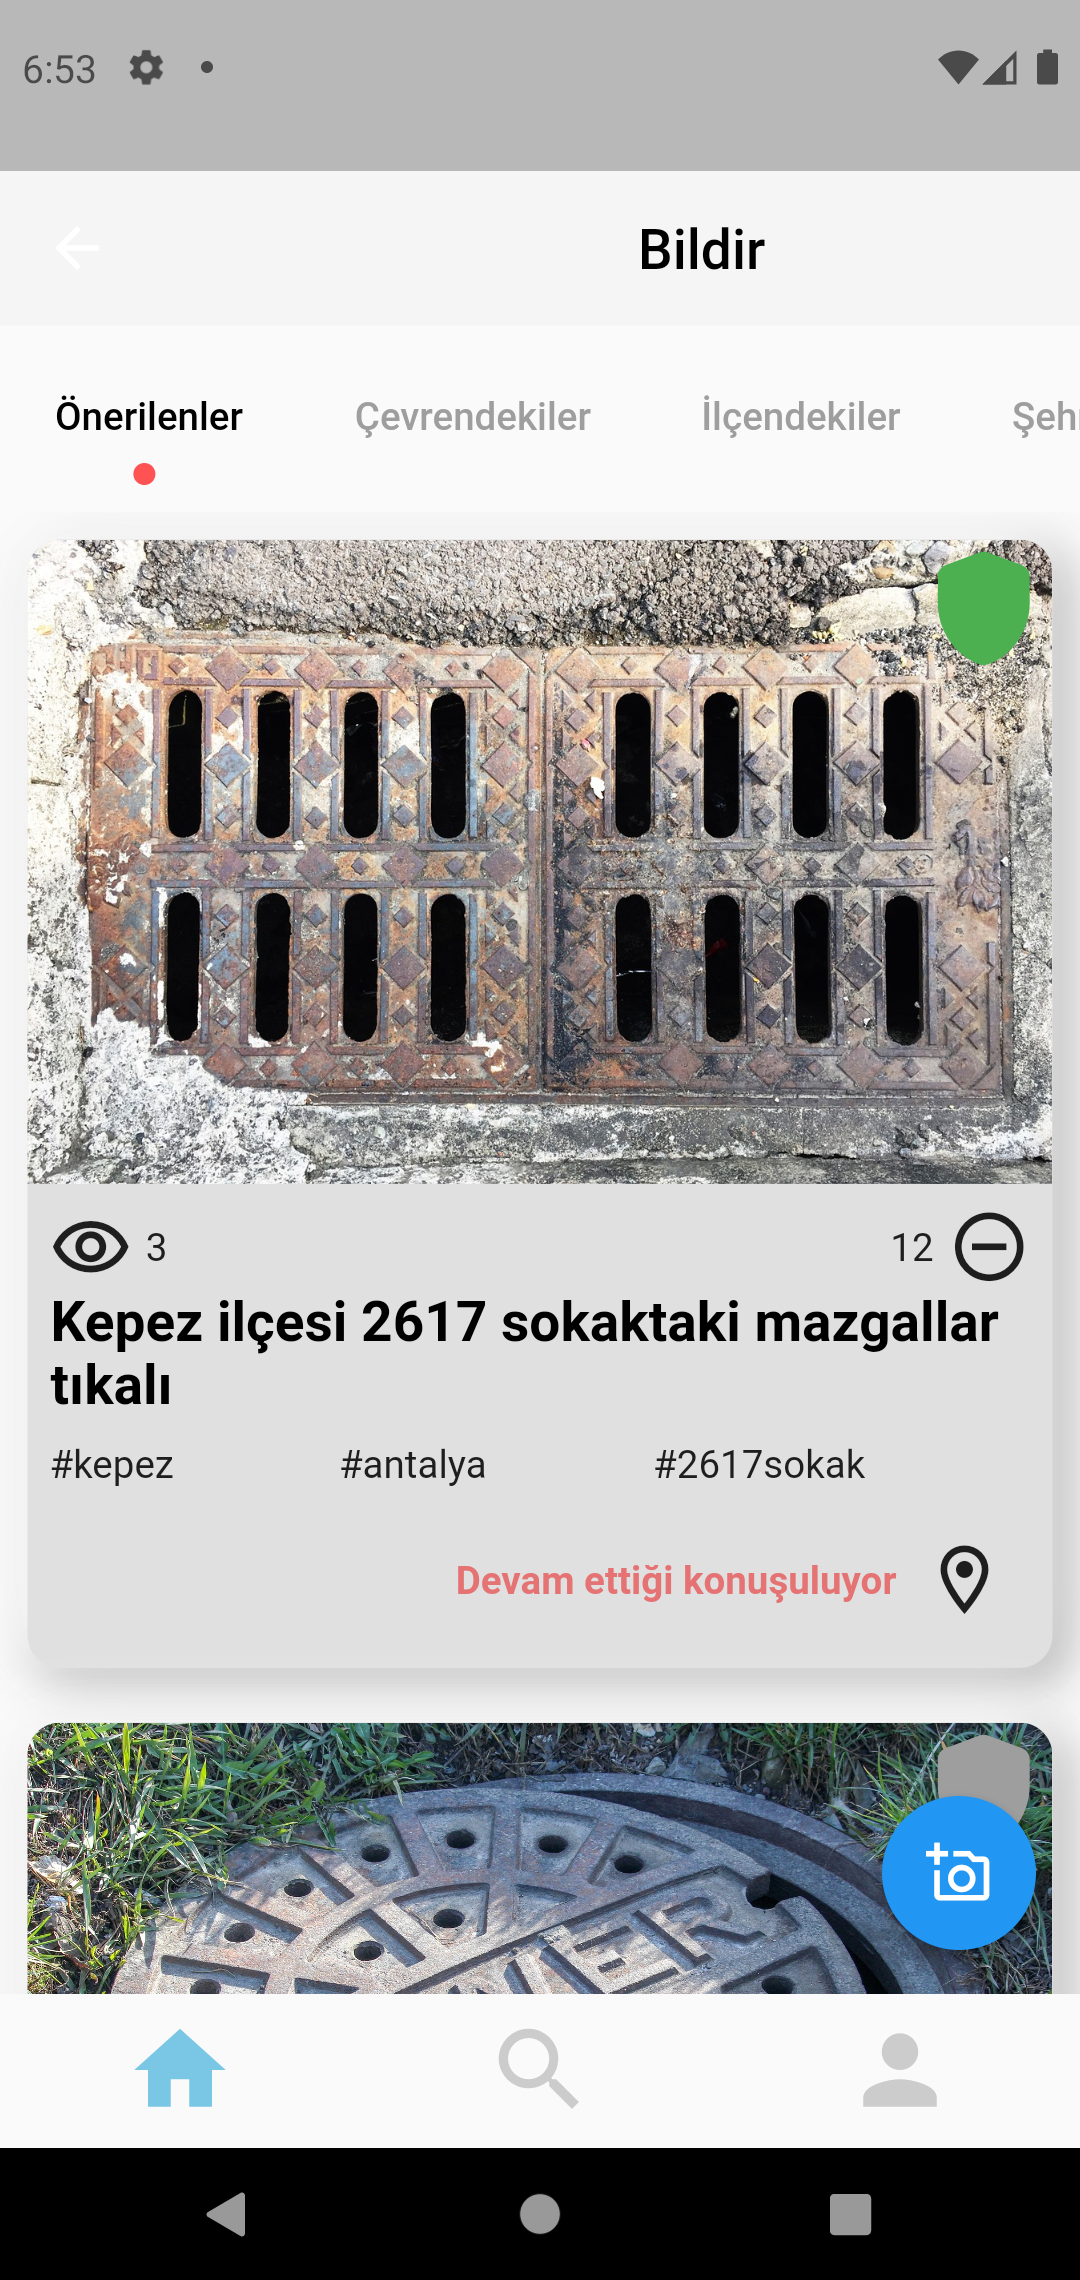 6:53
Bildir
Önerilenler Çevrendekiler İlçendekiler
3 12
Kepez ilçesi 2617 sokaktaki mazgallar
tıkalı
#kepez #antalya #2617sokak
Devam ettiği konuşuluyor